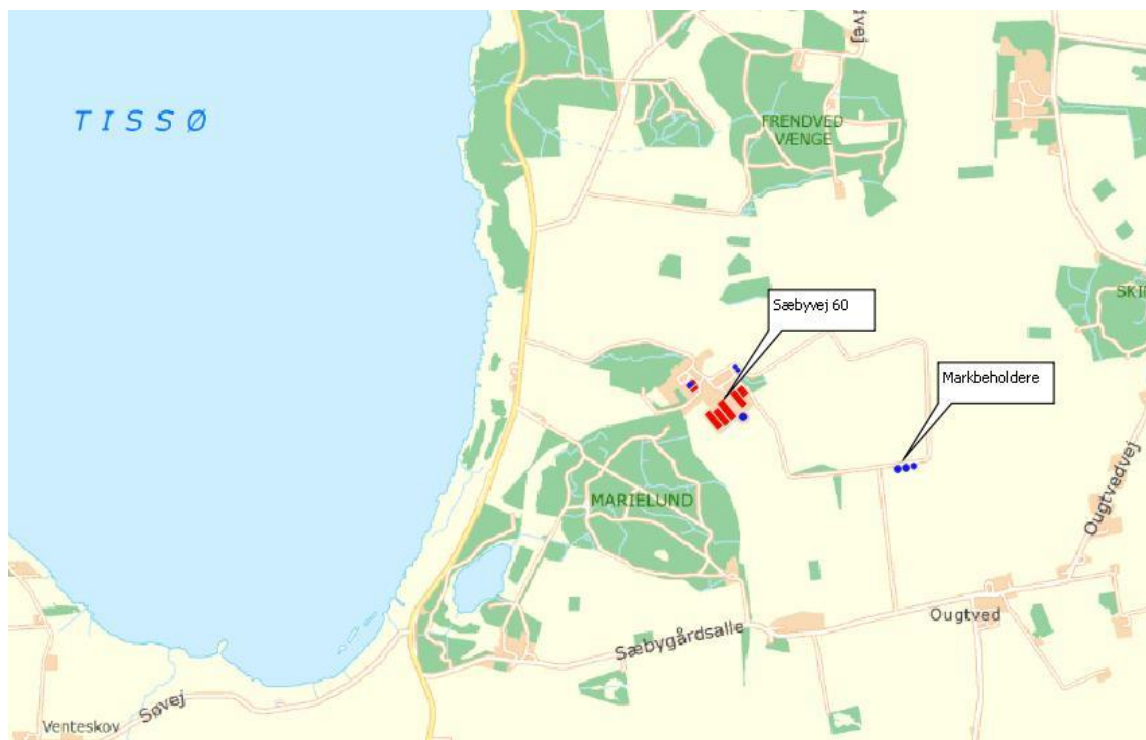 TISSØ
FRENDVED
VÆNGE
Sæbyvej 60
Markbeholdere
MARIELUND
Ougtvedvej
Ougtved
Sæbygårdsalle
Søvej
Venteskov